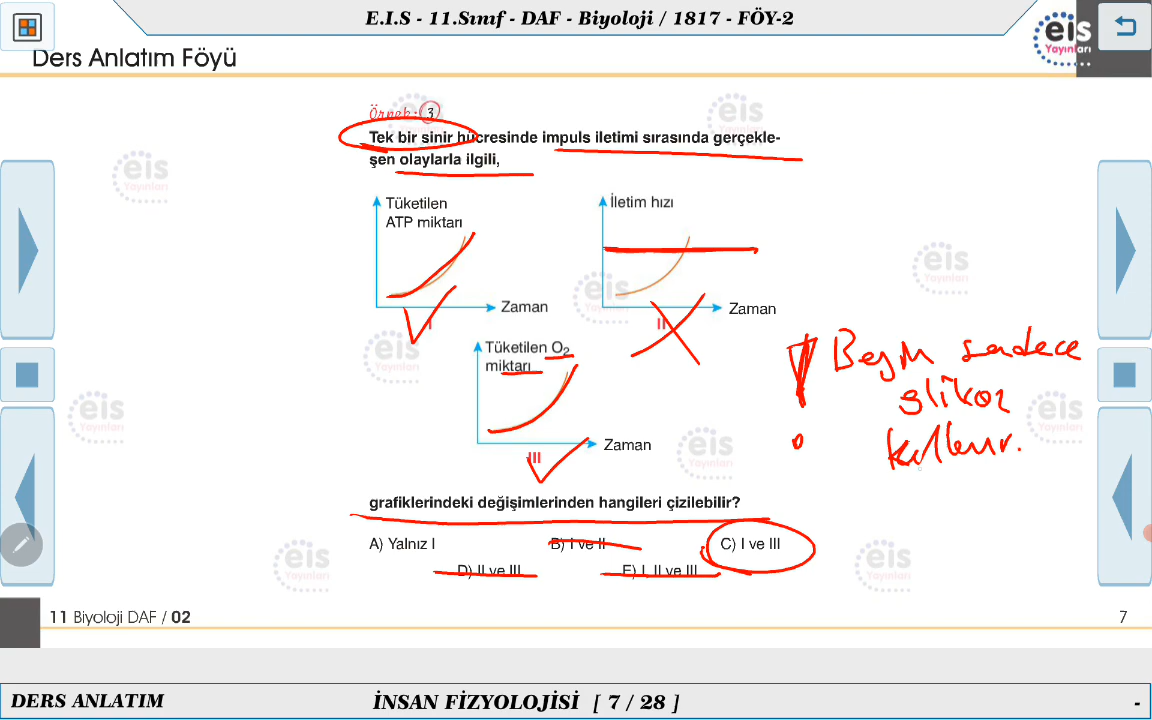 E.I.S - 11.Sınıf - DAF - Biyoloji / 1817 - FÖY-2
eis
Yayınları
Ders Anlatım Föyü
Örnek: 3
Tek bir sinir hücresinde impuls iletimi sırasında gerçekle-
şen olaylarla ilgili,
Tüketilen
ATP miktarı
Zaman
I
İletim hızı
Zaman
II
Tüketilen O2
miktarı
Zaman
III
! Beyin sadece
glikoz
kullanır.
grafiklerindeki değişimlerinden hangileri çizilebilir?
A) Yalnız I
B) I ve II
C) I ve III
D) II ve III
E) I, II ve III
11 Biyoloji DAF / 02
7
DERS ANLATIM
İNSAN FİZYOLOJİSİ [ 7 / 28 ]
-